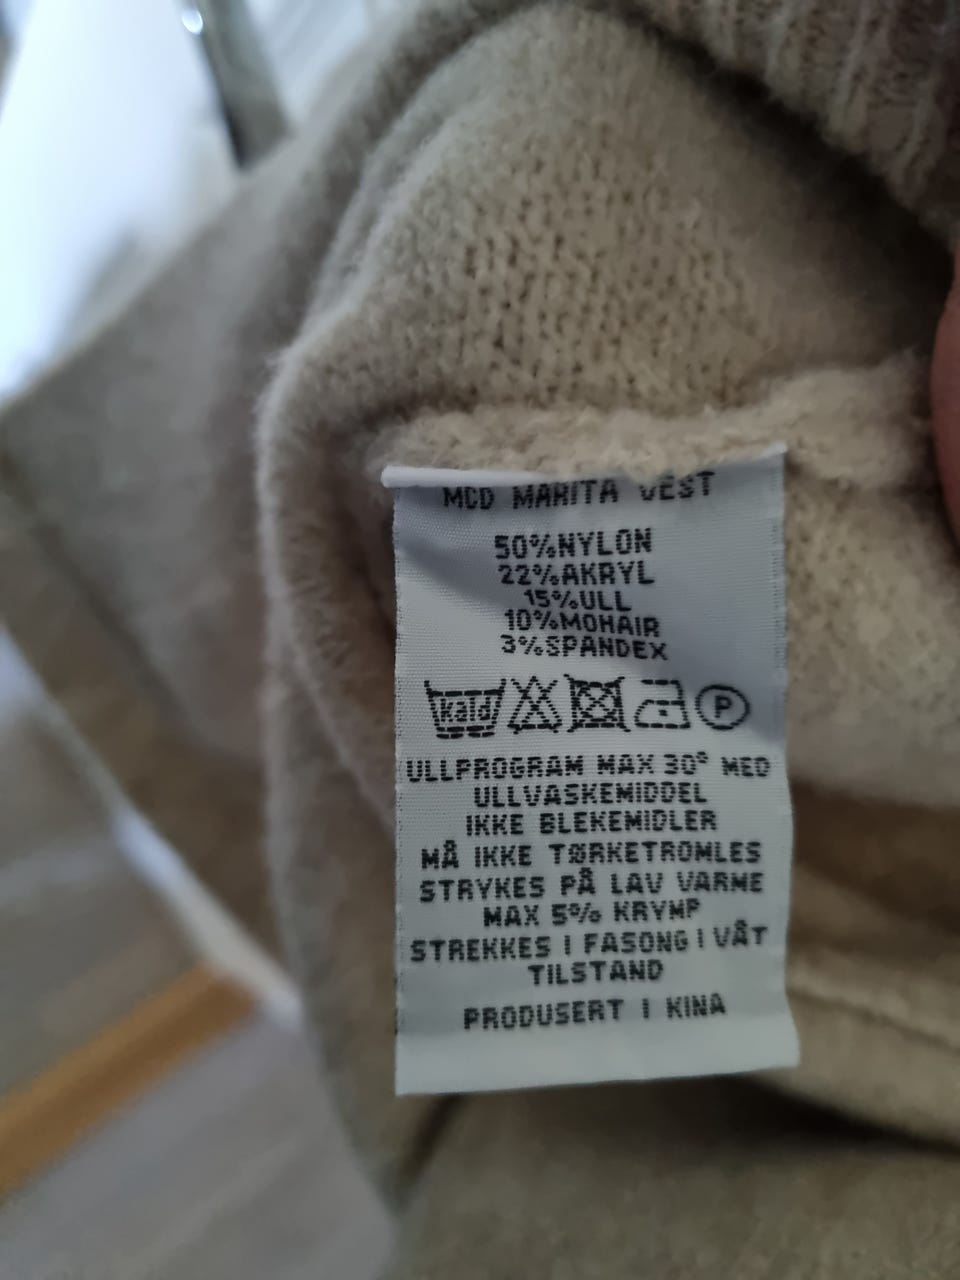 MCD MARITA VEST
50%NYLON
22%AKRYL
15%ULL
10%MOHAIR
3%SPANDEX
kald P
ULLPROGRAM MAX 30° MED
ULLVASKEMIDDEL
IKKE BLEKEMIDLER
MÅ IKKE TØRKETROMLES
STRYKES PÅ LAV VARME
MAX 5% KRYMP
STREKKES I FASONG I VÅT
TILSTAND
PRODUSERT I KINA